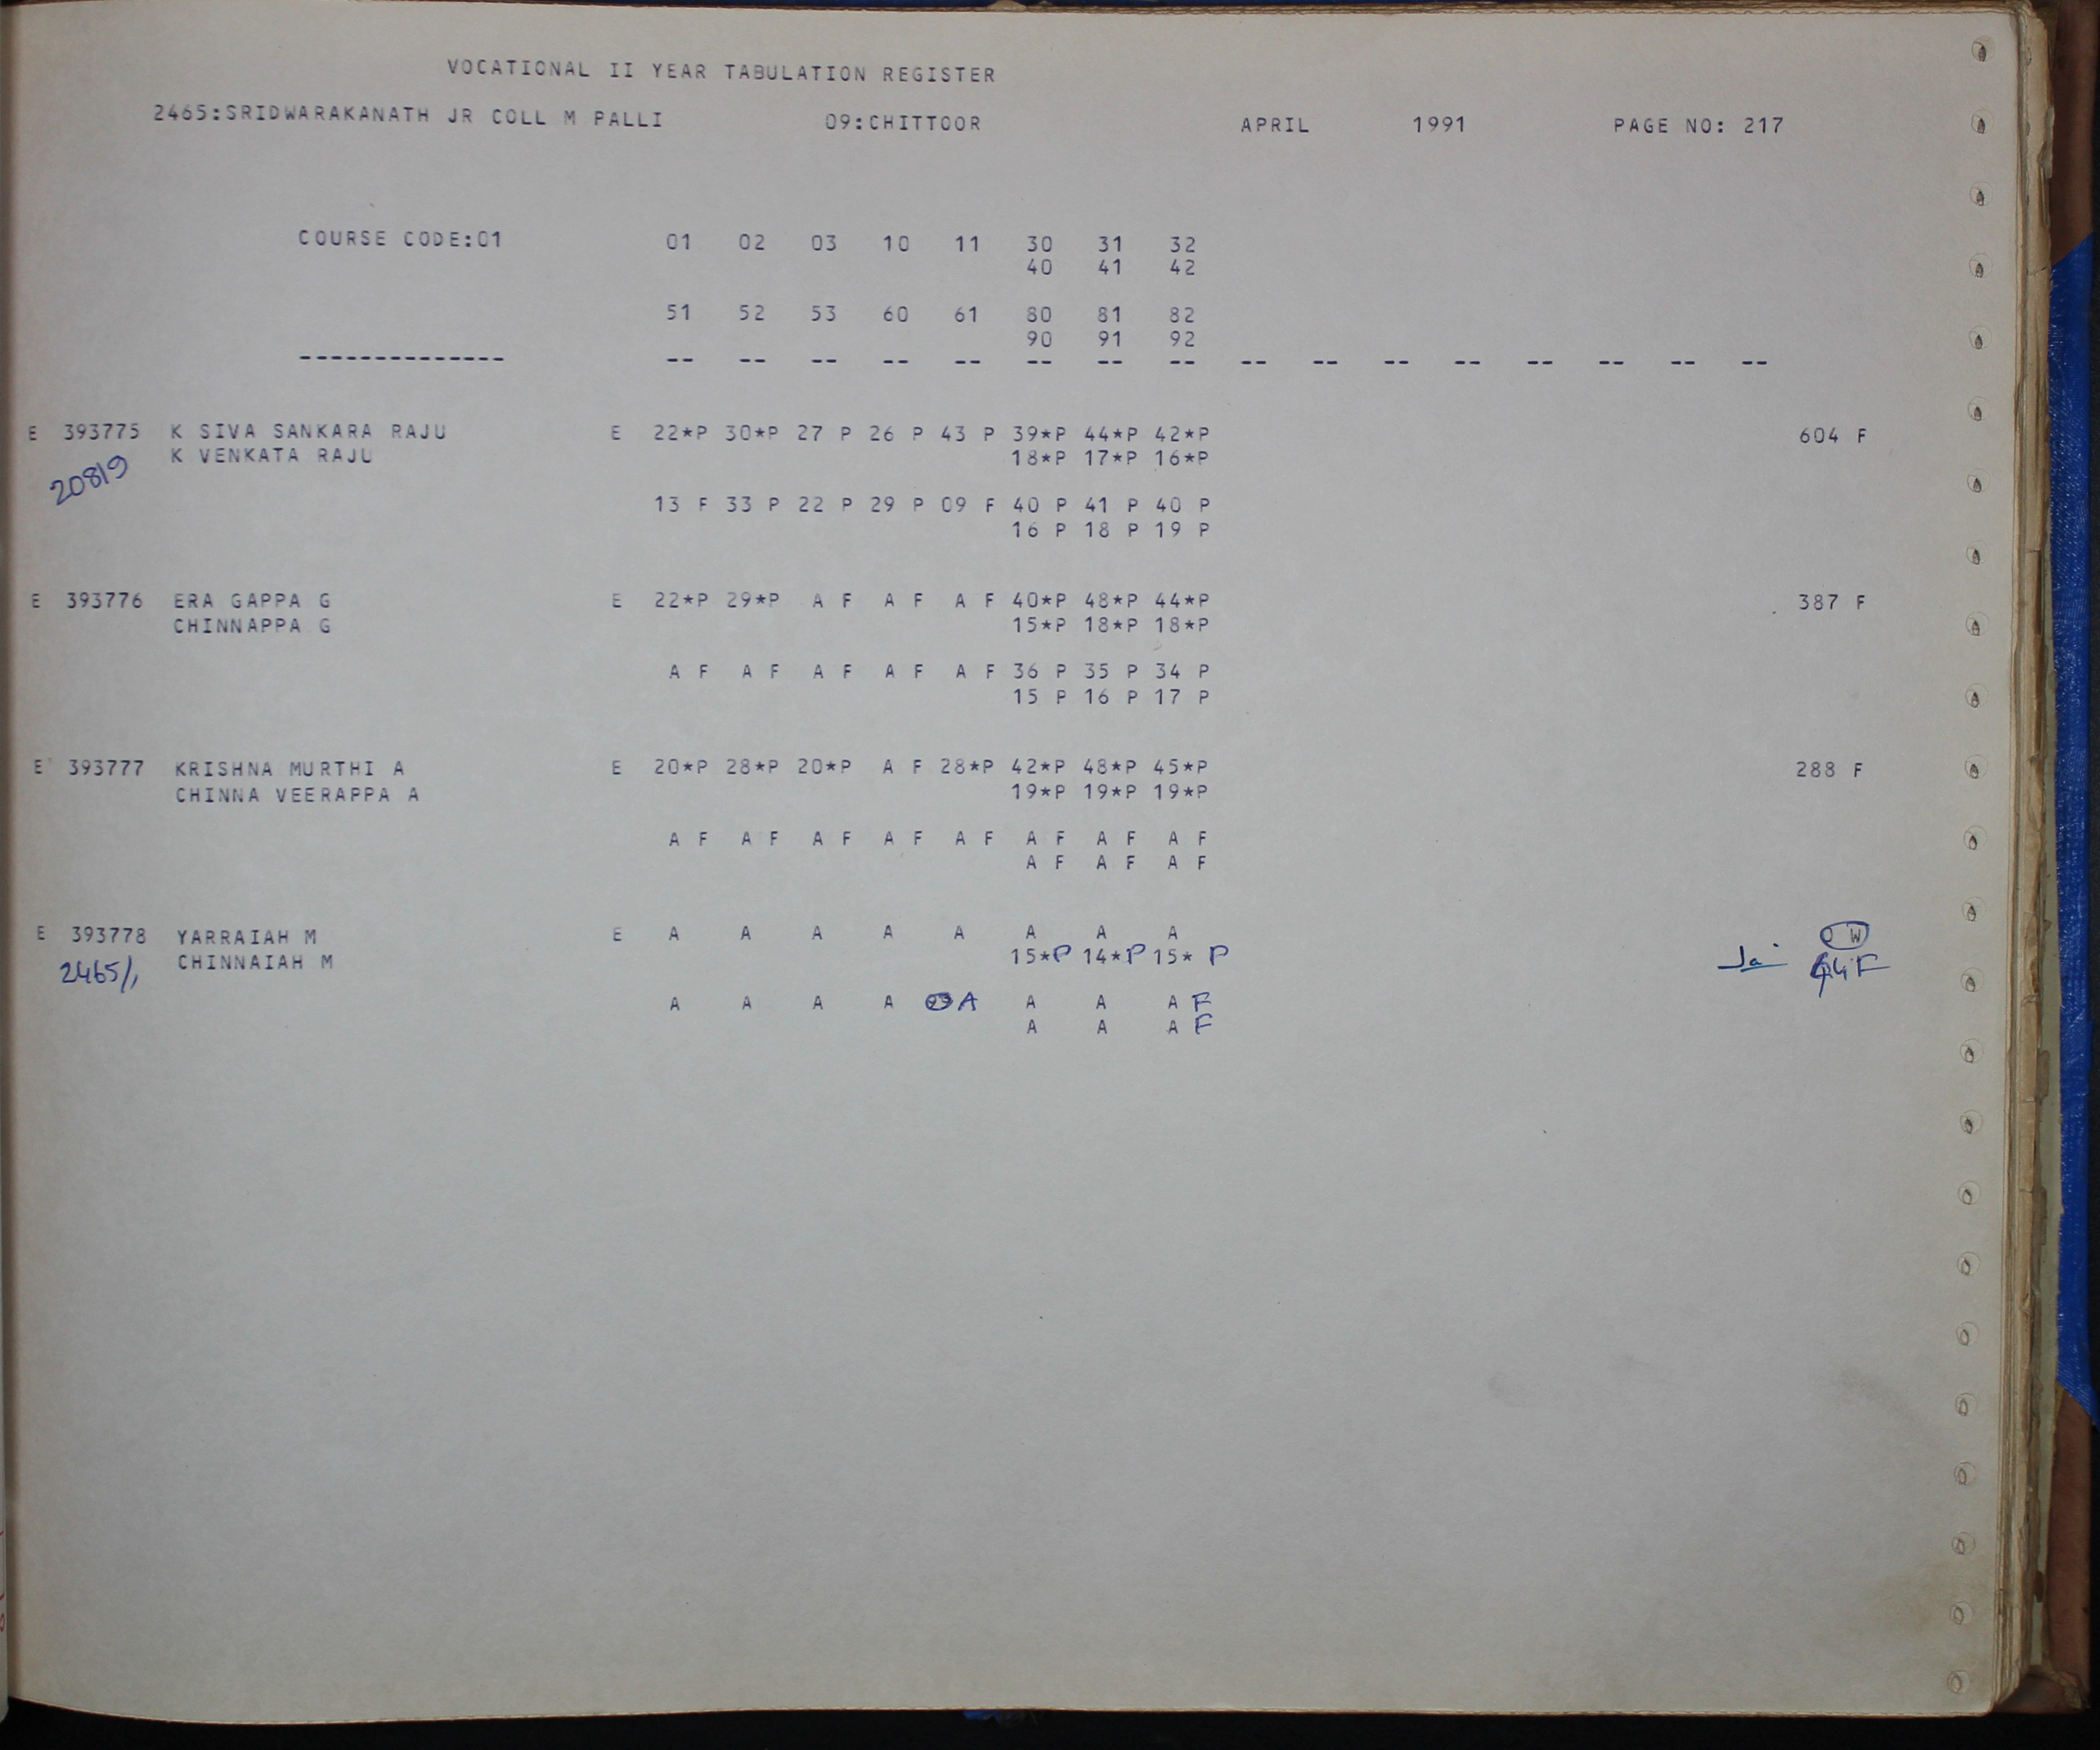 VOCATIONAL II YEAR TABULATION REGISTER
2465:SRIDWARAKANATH JR COLL M PALLI 09:CHITTOOR APRIL 1991 PAGE NO: 217
COURSE CODE:01 01 02 03 10 11 30 31 32
40 41 42
51 52 53 60 61 80 81 82
90 91 92
-------------- -- -- -- -- -- -- -- -- -- -- -- -- -- -- -- --
E 393775 K SIVA SANKARA RAJU E 22*P 30*P 27 P 26 P 43 P 39*P 44*P 42*P 604 F
20819 K VENKATA RAJU 18*P 17*P 16*P
13 F 33 P 22 P 29 P 09 F 40 P 41 P 40 P
16 P 18 P 19 P
E 393776 ERA GAPPA G E 22*P 29*P A F A F A F 40*P 48*P 44*P 387 F
CHINNAPPA G 15*P 18*P 18*P
A F A F A F A F A F 36 P 35 P 34 P
15 P 16 P 17 P
E 393777 KRISHNA MURTHI A E 20*P 28*P 20*P A F 28*P 42*P 48*P 45*P 288 F
CHINNA VEERAPPA A 19*P 19*P 19*P
A F A F A F A F A F A F A F A F
A F A F A F
E 393778 YARRAIAH M E A A A A A A A A W
2465/1 CHINNAIAH M 15*P 14*P 15* P F
A A A A A A A A F
A A A F